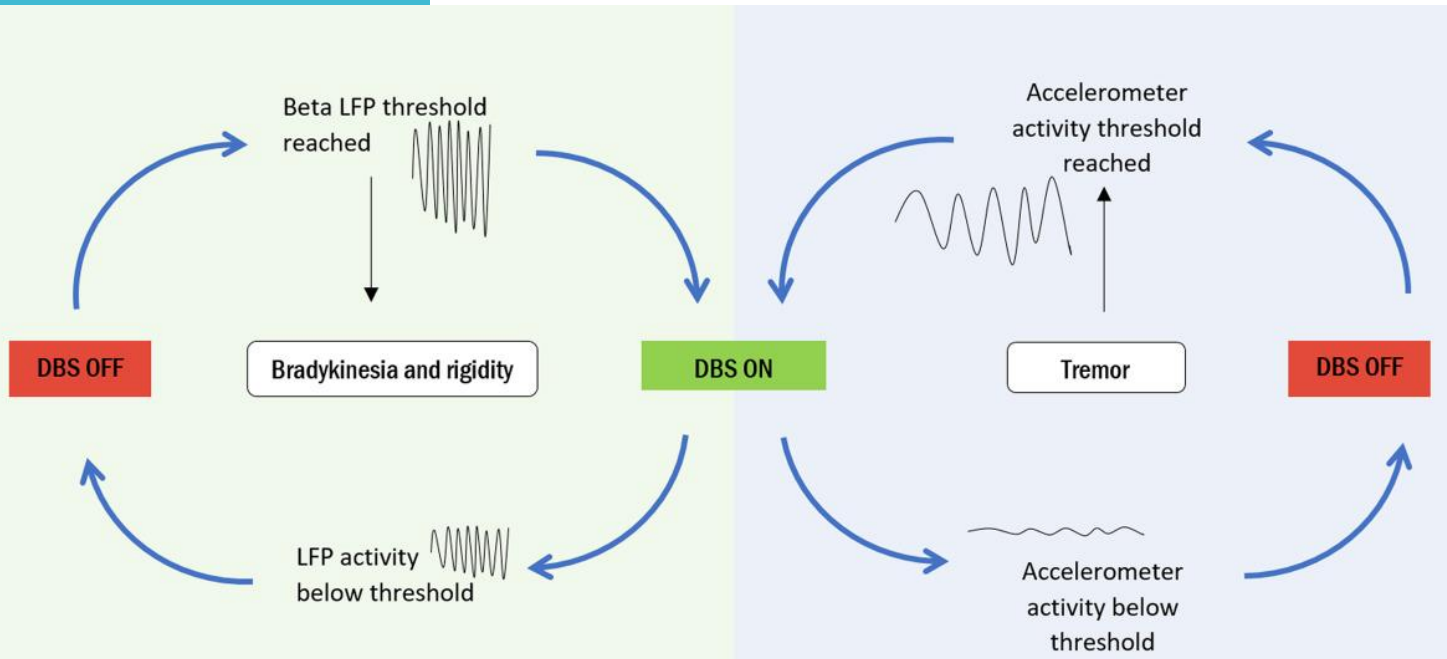 Beta LFP threshold
reached
Accelerometer
activity threshold
reached
DBS OFF
Bradykinesia and rigidity
DBS ON
Tremor
DBS OFF
LFP activity
below threshold
Accelerometer
activity below
threshold